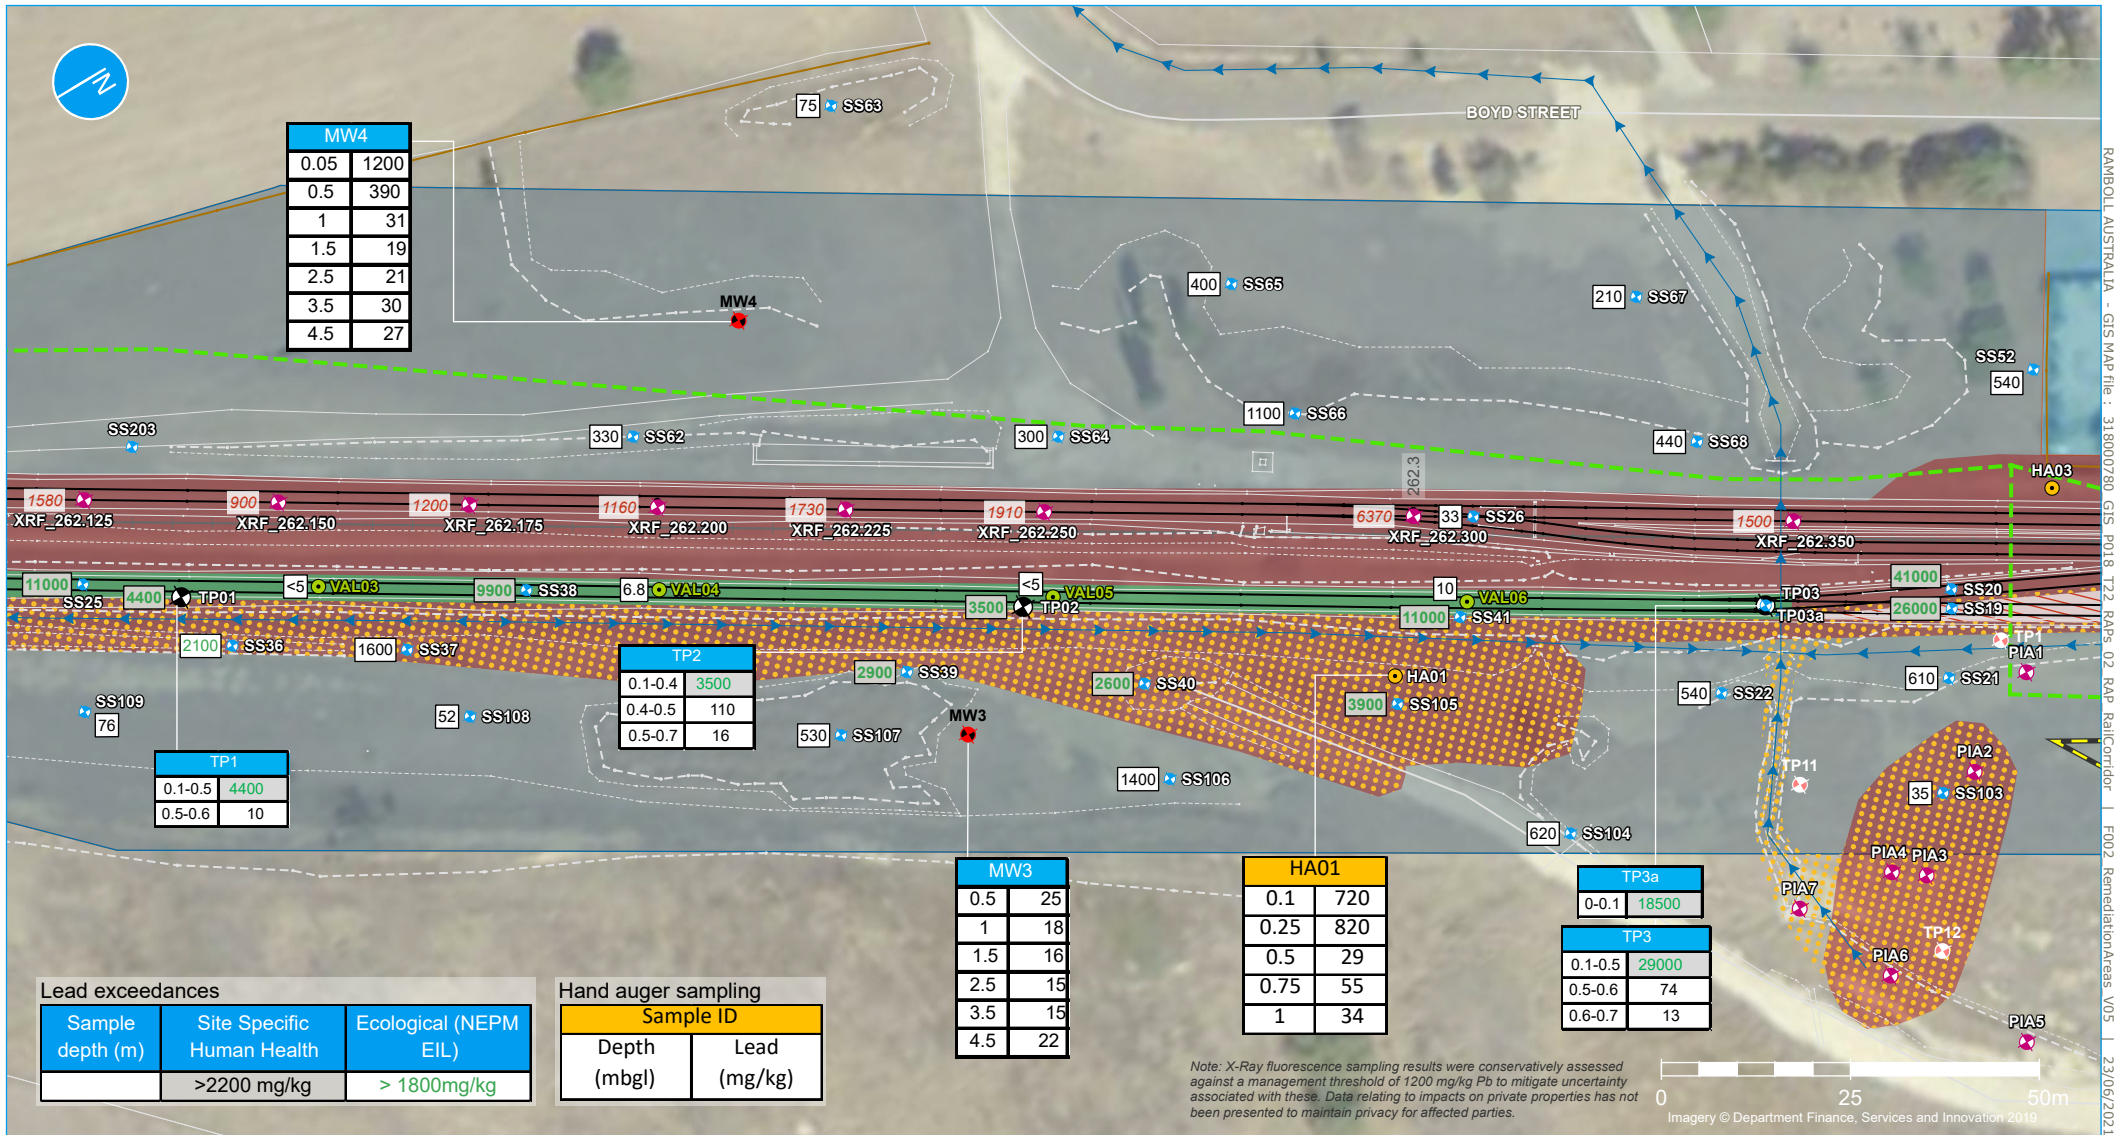 N
75 SS63
BOYD STREET
MW4
0.05 1200
0.5 390
1 31
1.5 19
2.5 21
3.5 30
4.5 27
MW4
400 SS65
210 SS67
SS52
540
1100 SS66
SS203
330 SS62
300 SS64
440 SS68
262.3
HA03
1580
XRF_262.125
900
XRF_262.150
1200
XRF_262.175
1160
XRF_262.200
1730
XRF_262.225
1910
XRF_262.250
6370
XRF_262.300
33 SS26
1500
XRF_262.350
11000
SS25
4400 TP01
<5 VAL03
9900 SS38
6.8 VAL04
<5 VAL05
3500 TP02
10 VAL06
11000 SS41
TP03
TP03a
41000 SS20
26000 SS19
TP1
PIA1
2100 SS36
1600 SS37
2900 SS39
2600 SS40
HA01
3900 SS105
540 SS22
610 SS21
SS109
76
52 SS108
530 SS107
MW3
1400 SS106
620 SS104
TP11
PIA2
35 SS103
PIA4 PIA3
PIA7
TP12
PIA6
PIA5
TP2
0.1-0.4 3500
0.4-0.5 110
0.5-0.7 16
TP1
0.1-0.5 4400
0.5-0.6 10
MW3
0.5 25
1 18
1.5 16
2.5 15
3.5 15
4.5 22
HA01
0.1 720
0.25 820
0.5 29
0.75 55
1 34
TP3a
0-0.1 18500
TP3
0.1-0.5 29000
0.5-0.6 74
0.6-0.7 13
Lead exceedances
Sample depth (m) Site Specific Human Health Ecological (NEPM EIL)
>2200 mg/kg > 1800mg/kg
Hand auger sampling
Sample ID
Depth (mbgl) Lead (mg/kg)
Note: X-Ray fluorescence sampling results were conservatively assessed
against a management threshold of 1200 mg/kg Pb to mitigate uncertainty
associated with these. Data relating to impacts on private properties has not
been presented to maintain privacy for affected parties.
0 25 50m
Imagery © Department Finance, Services and Innovation 2019
RAMBOLL AUSTRALIA - GIS MAP file : 318000780_GIS_P018_T22_RAPs_02_RAP_RailCorridor | F002_RemediationAreas_V05 | 23/06/2021